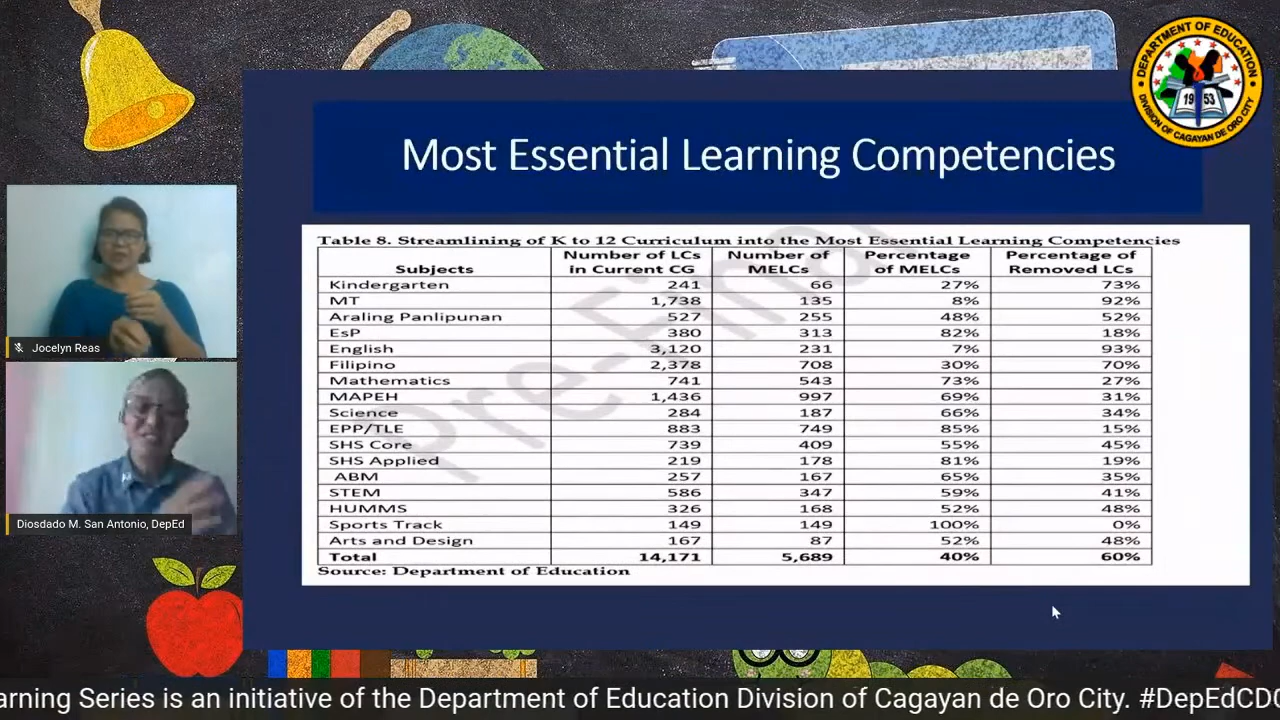 DEPARTMENT OF EDUCATION
1953
DIVISION OF CAGAYAN DE ORO CITY
Most Essential Learning Competencies
Table 8. Streamlining of K to 12 Curriculum into the Most Essential Learning Competencies
Subjects Number of LCs in Current CG Number of MELCs Percentage of MELCs Percentage of Removed LCs
Kindergarten 241 66 27% 73%
MT 1,738 135 8% 92%
Araling Panlipunan 527 255 48% 52%
EsP 380 313 82% 18%
English 3,120 231 7% 93%
Filipino 2,378 708 30% 70%
Mathematics 741 543 73% 27%
MAPEH 1,436 997 69% 31%
Science 284 187 66% 34%
EPP/TLE 883 749 85% 15%
SHS Core 739 409 55% 45%
SHS Applied 219 178 81% 19%
ABM 257 167 65% 35%
STEM 586 347 59% 41%
HUMMS 326 168 52% 48%
Sports Track 149 149 100% 0%
Arts and Design 167 87 52% 48%
Total 14,171 5,689 40% 60%
Source: Department of Education
Pre-Final
Jocelyn Reas
Diosdado M. San Antonio, DepEd
arning Series is an initiative of the Department of Education Division of Cagayan de Oro City. #DepEdCDO